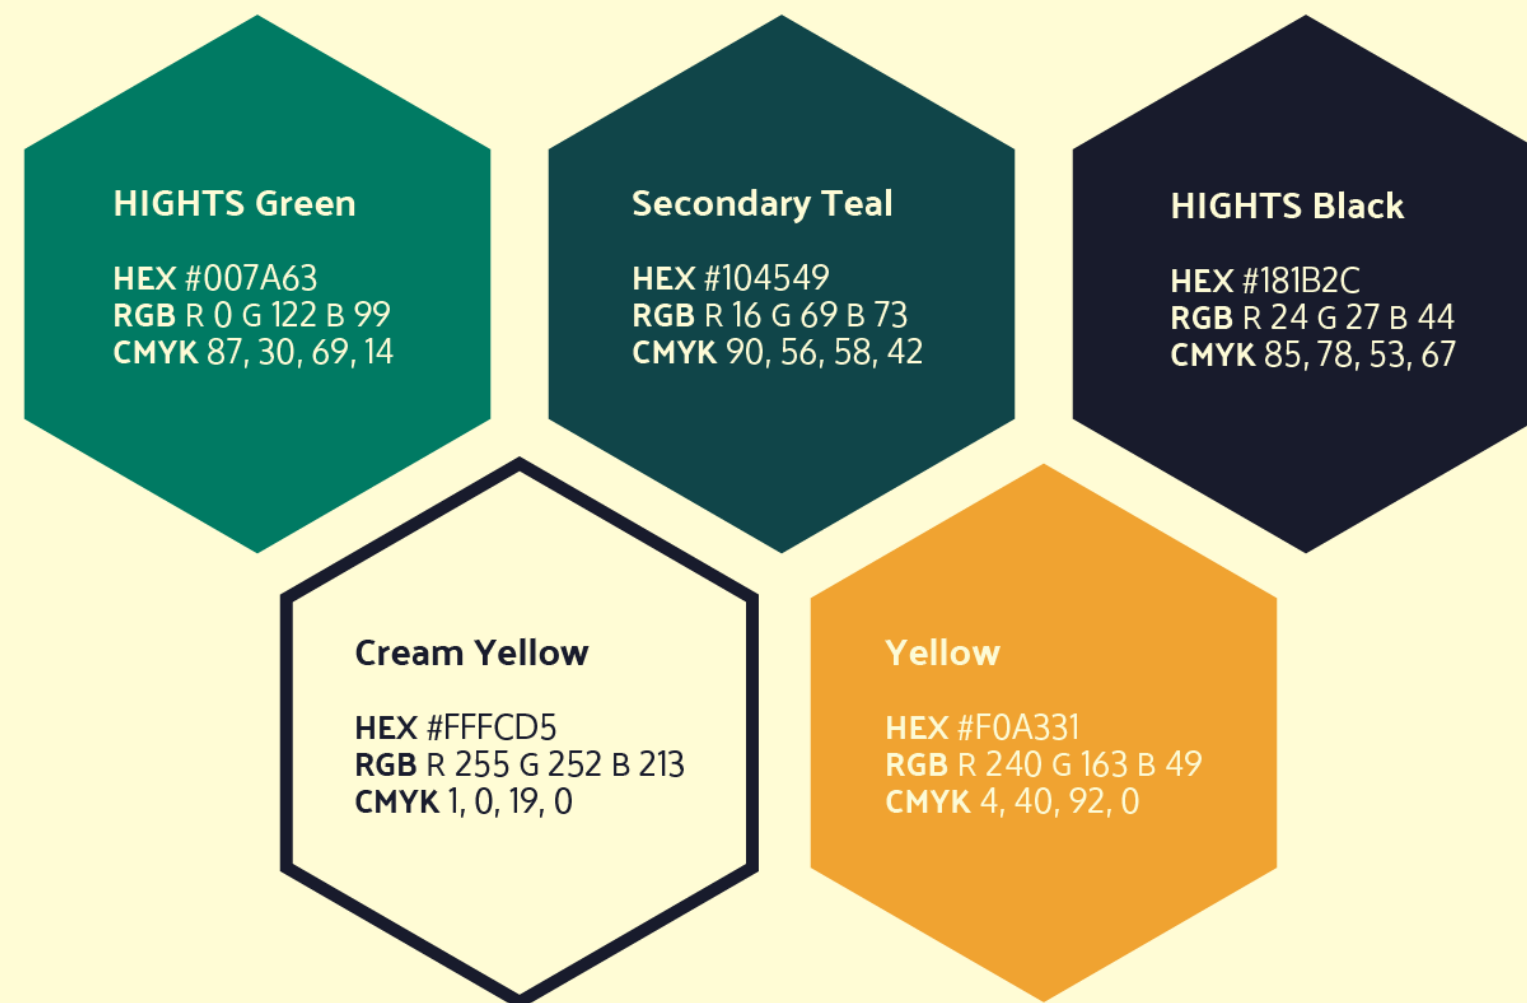 HIGHTS Green
HEX #007A63
RGB R 0 G 122 B 99
CMYK 87, 30, 69, 14
Secondary Teal
HEX #104549
RGB R 16 G 69 B 73
CMYK 90, 56, 58, 42
HIGHTS Black
HEX #181B2C
RGB R 24 G 27 B 44
CMYK 85, 78, 53, 67
Cream Yellow
HEX #FFFCD5
RGB R 255 G 252 B 213
CMYK 1, 0, 19, 0
Yellow
HEX #F0A331
RGB R 240 G 163 B 49
CMYK 4, 40, 92, 0